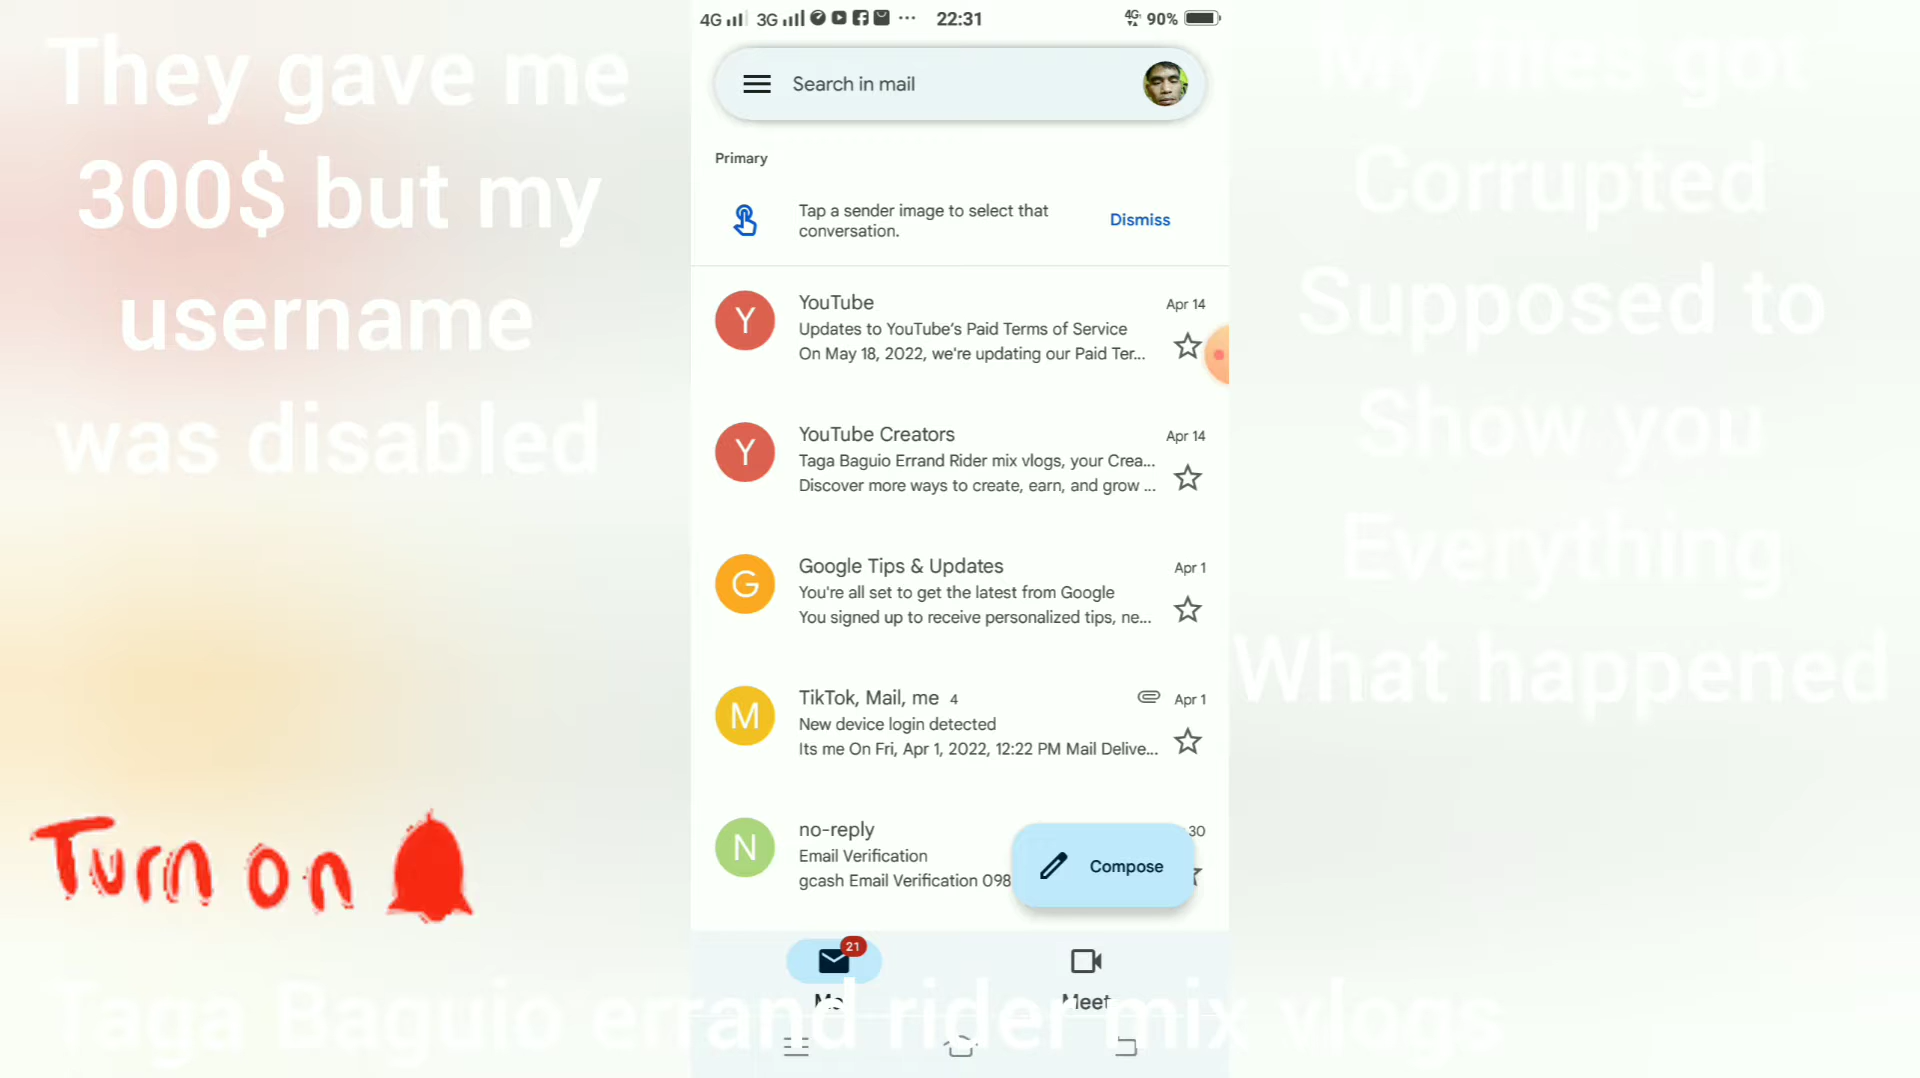 They gave me
300$ but my
username
was disabled
Turn on
4G 3G ... 22:31 4G 90%
Search in mail
Primary
Tap a sender image to select that
conversation.
Dismiss
YouTube Apr 14
Updates to YouTube's Paid Terms of Service
On May 18, 2022, we're updating our Paid Ter...
YouTube Creators Apr 14
Taga Baguio Errand Rider mix vlogs, your Crea...
Discover more ways to create, earn, and grow ...
Google Tips & Updates Apr 1
You're all set to get the latest from Google
You signed up to receive personalized tips, ne...
TikTok, Mail, me 4 Apr 1
New device login detected
Its me On Fri, Apr 1, 2022, 12:22 PM Mail Delive...
no-reply 30
Email Verification
gcash Email Verification 098
Compose
Y
Y
G
M
N
21
Meet
My got
Corrupted
Supposed to
Show you
Everything
What happened
Taga Baguio errand rider mix vlogs